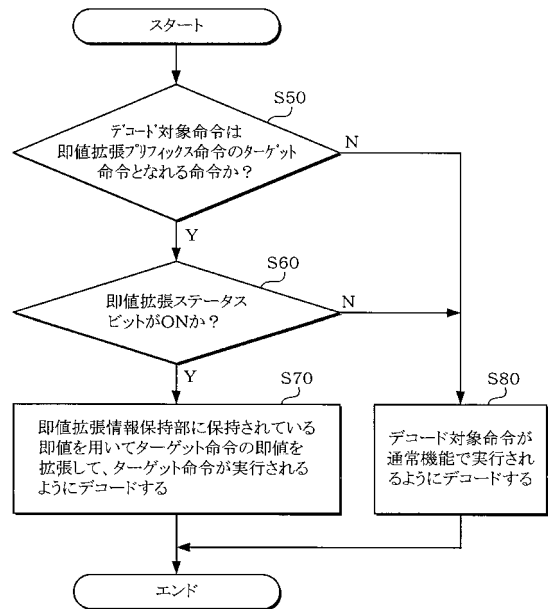 スタート
S50
デコード対象命令は
即値拡張プリフィックス命令のターゲット
命令となれる命令か？
N
Y
S60
即値拡張ステータス
ビットがONか？
N
Y
S70
即値拡張情報保持部に保持されている
即値を用いてターゲット命令の即値を
拡張して、ターゲット命令が実行される
ようにデコードする
S80
デコード対象命令が
通常機能で実行され
るようにデコードする
エンド